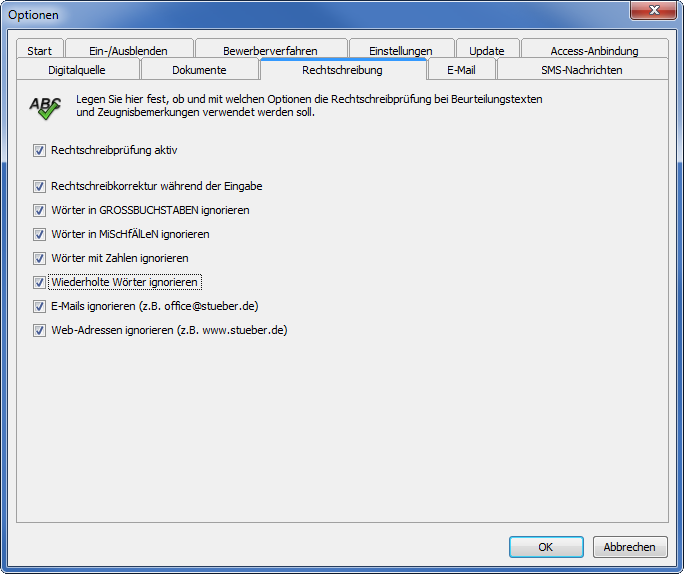 Optionen
Start Ein-/Ausblenden Bewerberverfahren Einstellungen Update Access-Anbindung
Digitalquelle Dokumente Rechtschreibung E-Mail SMS-Nachrichten
ABC
Legen Sie hier fest, ob und mit welchen Optionen die Rechtschreibprüfung bei Beurteilungstexten
und Zeugnisbemerkungen verwendet werden soll.
Rechtschreibprüfung aktiv
Rechtschreibkorrektur während der Eingabe
Wörter in GROSSBUCHSTABEN ignorieren
Wörter in MiScHfÄlLeN ignorieren
Wörter mit Zahlen ignorieren
Wiederholte Wörter ignorieren
E-Mails ignorieren (z.B. office@stueber.de)
Web-Adressen ignorieren (z.B. www.stueber.de)
OK Abbrechen